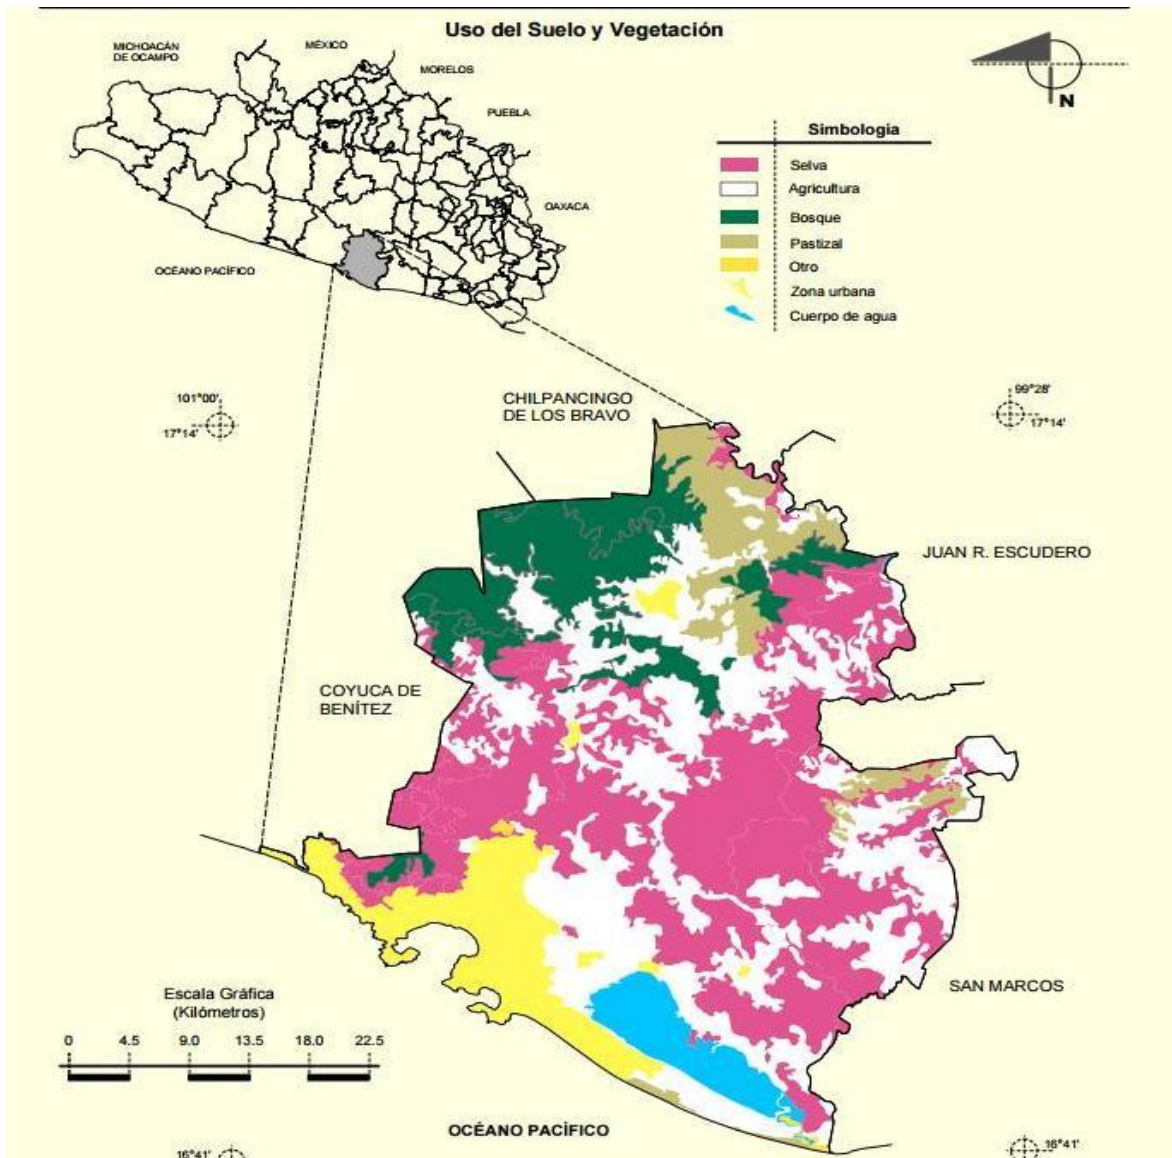 Uso del Suelo y Vegetación
MICHOACÁN
DE OCAMPO
MÉXICO
MORELOS
PUEBLA
OAXACA
OCÉANO PACÍFICO
N
Simbología
Selva
Agricultura
Bosque
Pastizal
Otro
Zona urbana
Cuerpo de agua
101°00'
17°14'
99°28'
17°14'
CHILPANCINGO
DE LOS BRAVO
JUAN R. ESCUDERO
COYUCA DE
BENÍTEZ
SAN MARCOS
Escala Gráfica
(Kilómetros)
0 4.5 9.0 13.5 18.0 22.5
OCÉANO PACÍFICO
16°41'
16°41'